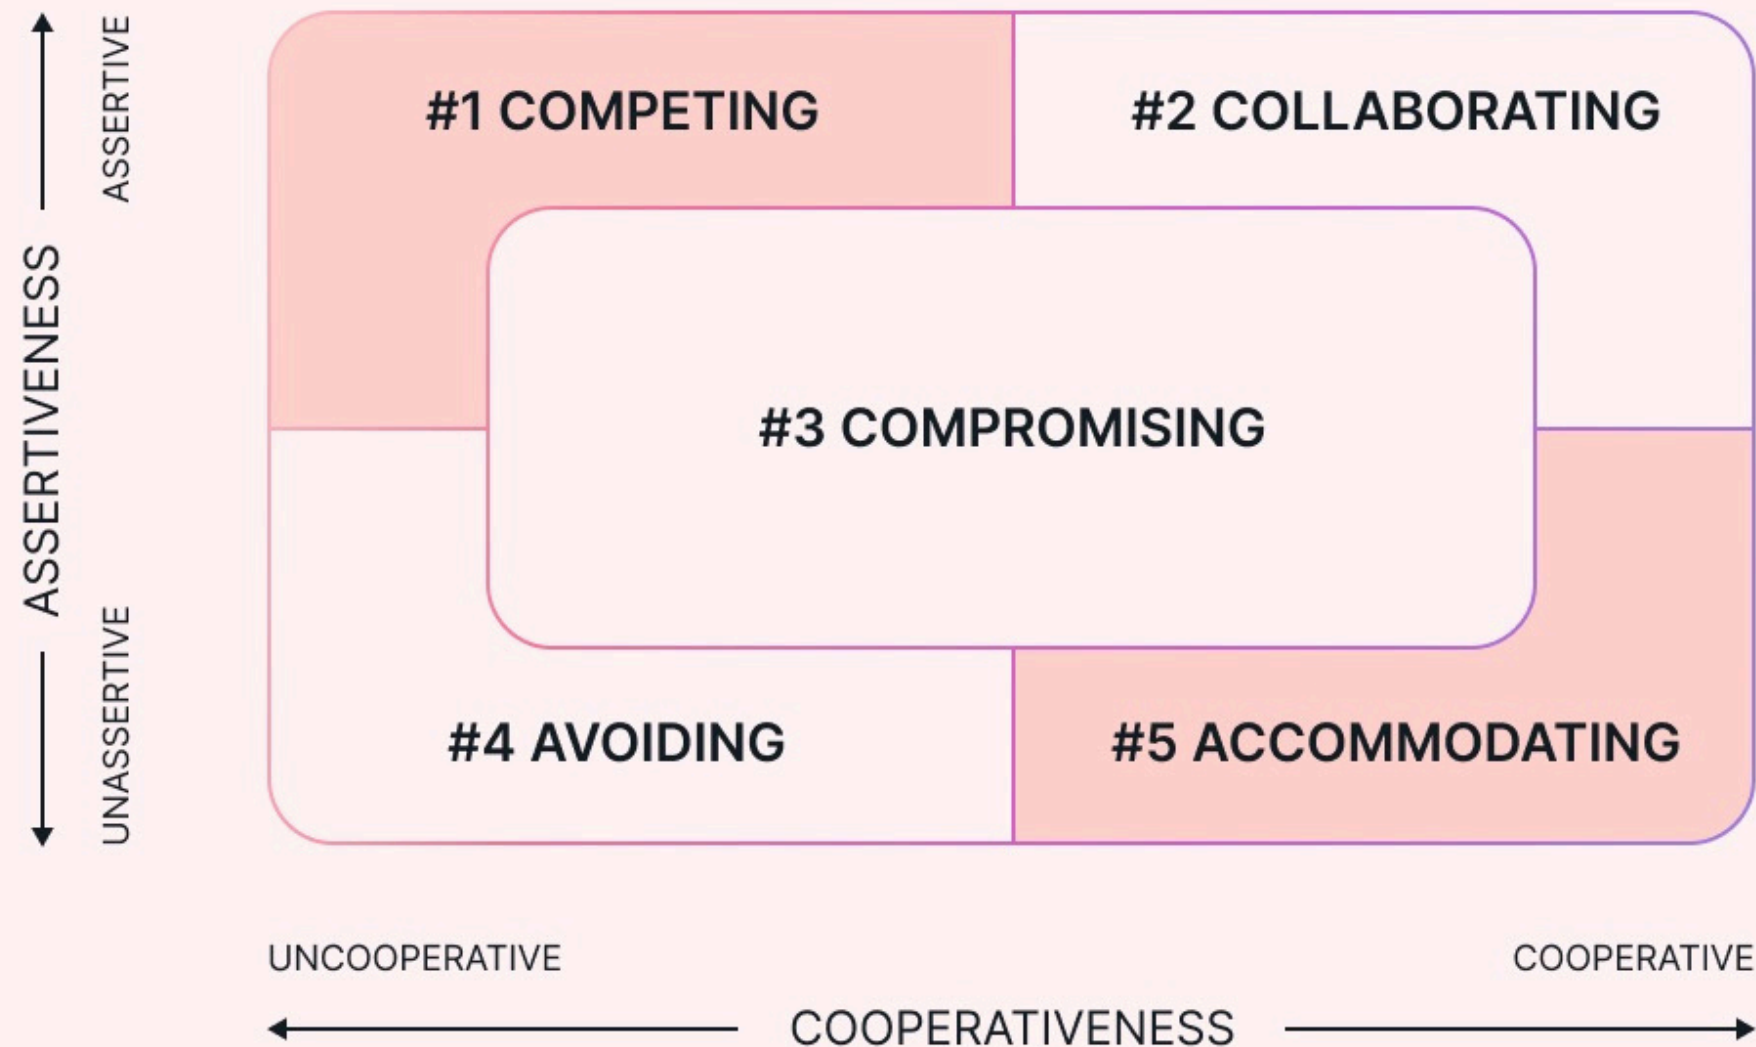 ASSERTIVE
#1 COMPETING
#2 COLLABORATING
ASSERTIVENESS
#3 COMPROMISING
UNASSERTIVE
#4 AVOIDING
#5 ACCOMMODATING
UNCOOPERATIVE
COOPERATIVE
COOPERATIVENESS